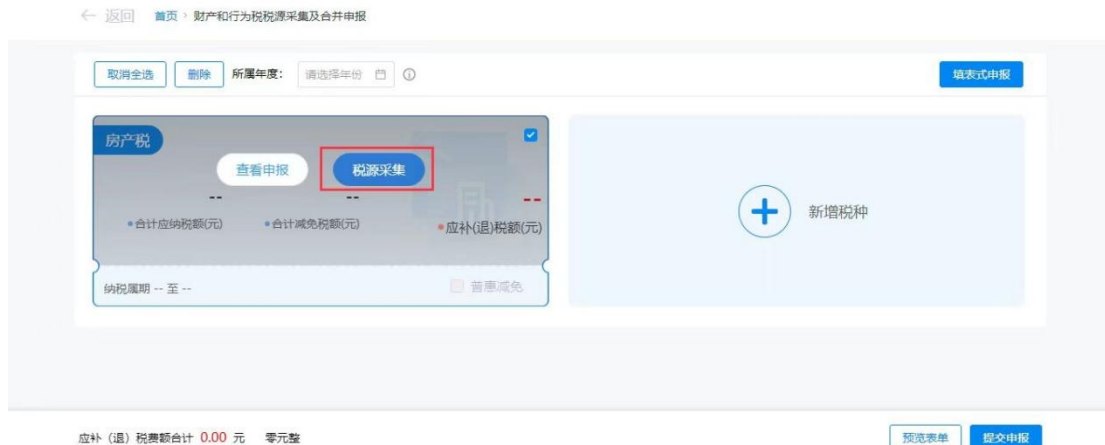 ← 返回 首页 > 财产和行为税税源采集及合并申报
取消全选 删除 所属年度： 请选择年份 填表式申报
房产税
查看申报 税源采集
-- -- --
•合计应纳税额(元) •合计减免税额(元) •应补(退)税额(元)
新增税种
纳税属期 -- 至 -- 普惠减免
应补（退）税费额合计 0.00 元 零元整 预览表单 提交申报